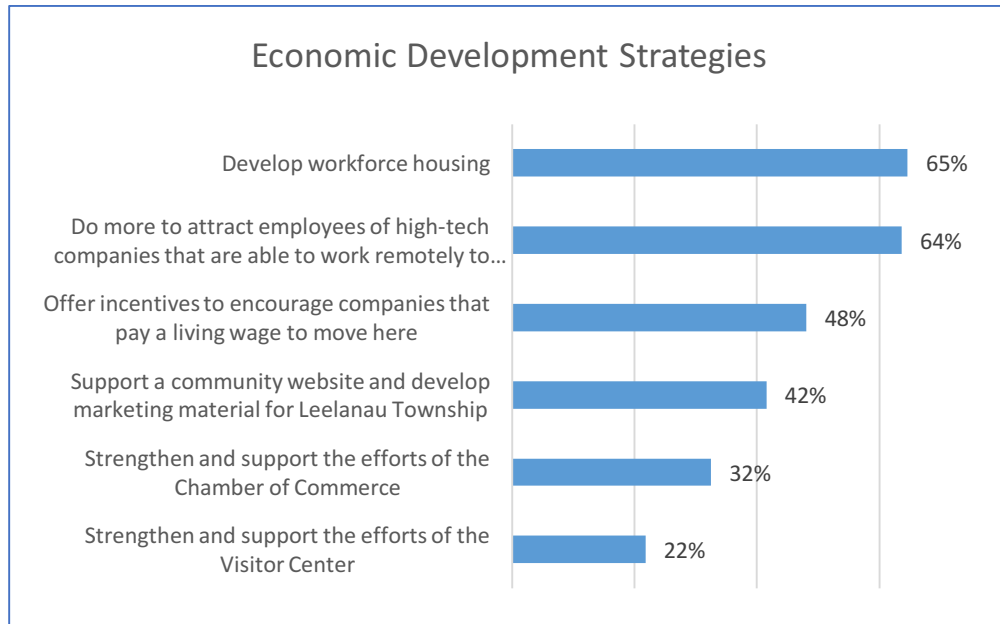 Economic Development Strategies
Develop workforce housing
65%
Do more to attract employees of high-tech
companies that are able to work remotely to...
64%
Offer incentives to encourage companies that
pay a living wage to move here
48%
Support a community website and develop
marketing material for Leelanau Township
42%
Strengthen and support the efforts of the
Chamber of Commerce
32%
Strengthen and support the efforts of the
Visitor Center
22%